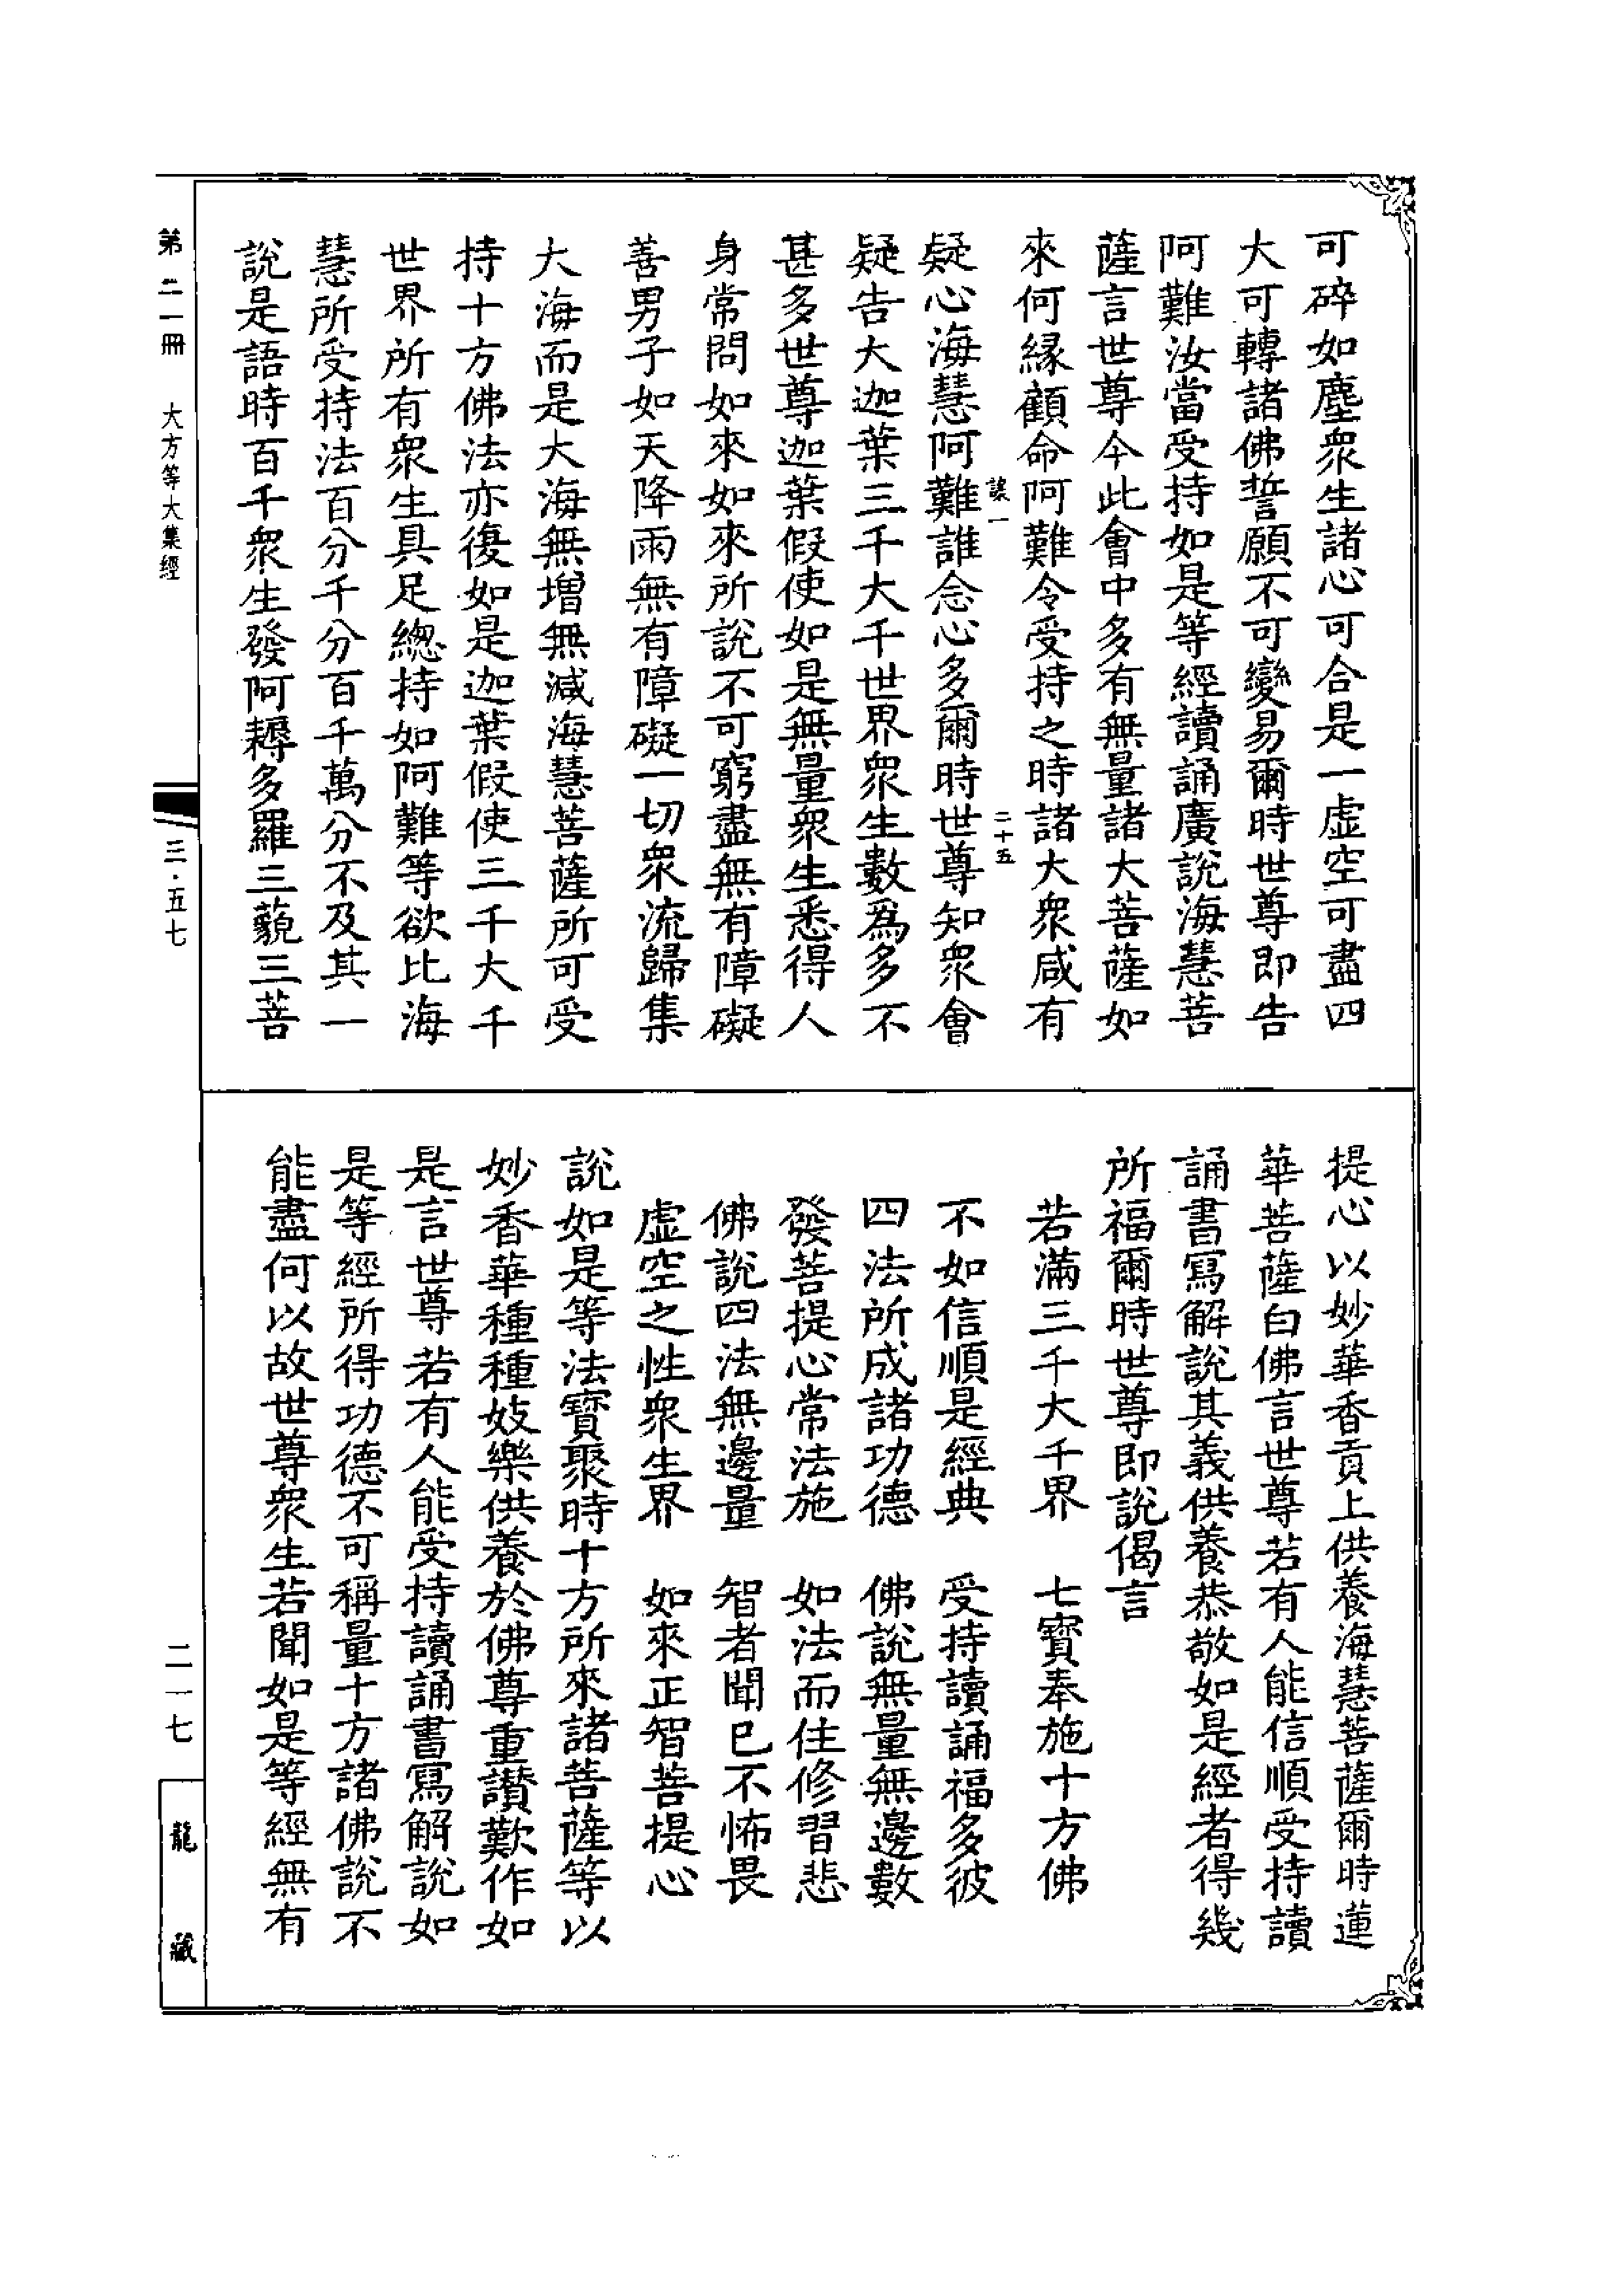 可碎如塵衆生諸心可合是一虛空可盡四
大可轉諸佛誓願不可變易爾時世尊即告
阿難汝當受持如是等經讀誦廣說海慧菩
薩言世尊今此會中多有無量諸大菩薩如
來何緣顧命阿難令受持之時諸大衆咸有
二十五
疑心海慧阿難誰念心多爾時世尊知衆會
疑告大迦葉三千大千世界衆生數爲多不
甚多世尊迦葉假使如是無量衆生悉得人
身常問如來如來所說不可窮盡無有障礙
善男子如天降雨無有障礙一切衆流歸集
大海而是大海無增無減海慧菩薩所可受
持十方佛法亦復如是迦葉假使三千大千
世界所有衆生具足總持如阿難等欲比海
慧所受持法百分千分百千萬分不及其一
說是語時百千衆生發阿耨多羅三藐三菩
提心以妙華香貢上供養海慧菩薩爾時蓮
華菩薩白佛言世尊若有人能信順受持讀
誦書寫解說其義供養恭敬如是經者得幾
所福爾時世尊即說偈言
若滿三千大千界　七寶奉施十方佛
不如信順是經典　受持讀誦福多彼
四法所成諸功德　佛說無量無邊數
發菩提心常法施　如法而住修習悲
佛說四法無邊量　智者聞已不怖畏
虛空之性衆生界　如來正智菩提心
說如是等法寶聚時十方所來諸菩薩等以
妙香華種種妓樂供養於佛尊重讚歎作如
是言世尊若有人能受持讀誦書寫解說如
是等經所得功德不可稱量十方諸佛說不
能盡何以故世尊衆生若聞如是等經無有
第二一冊　大方等大集經
三·五七
二一七
龍藏